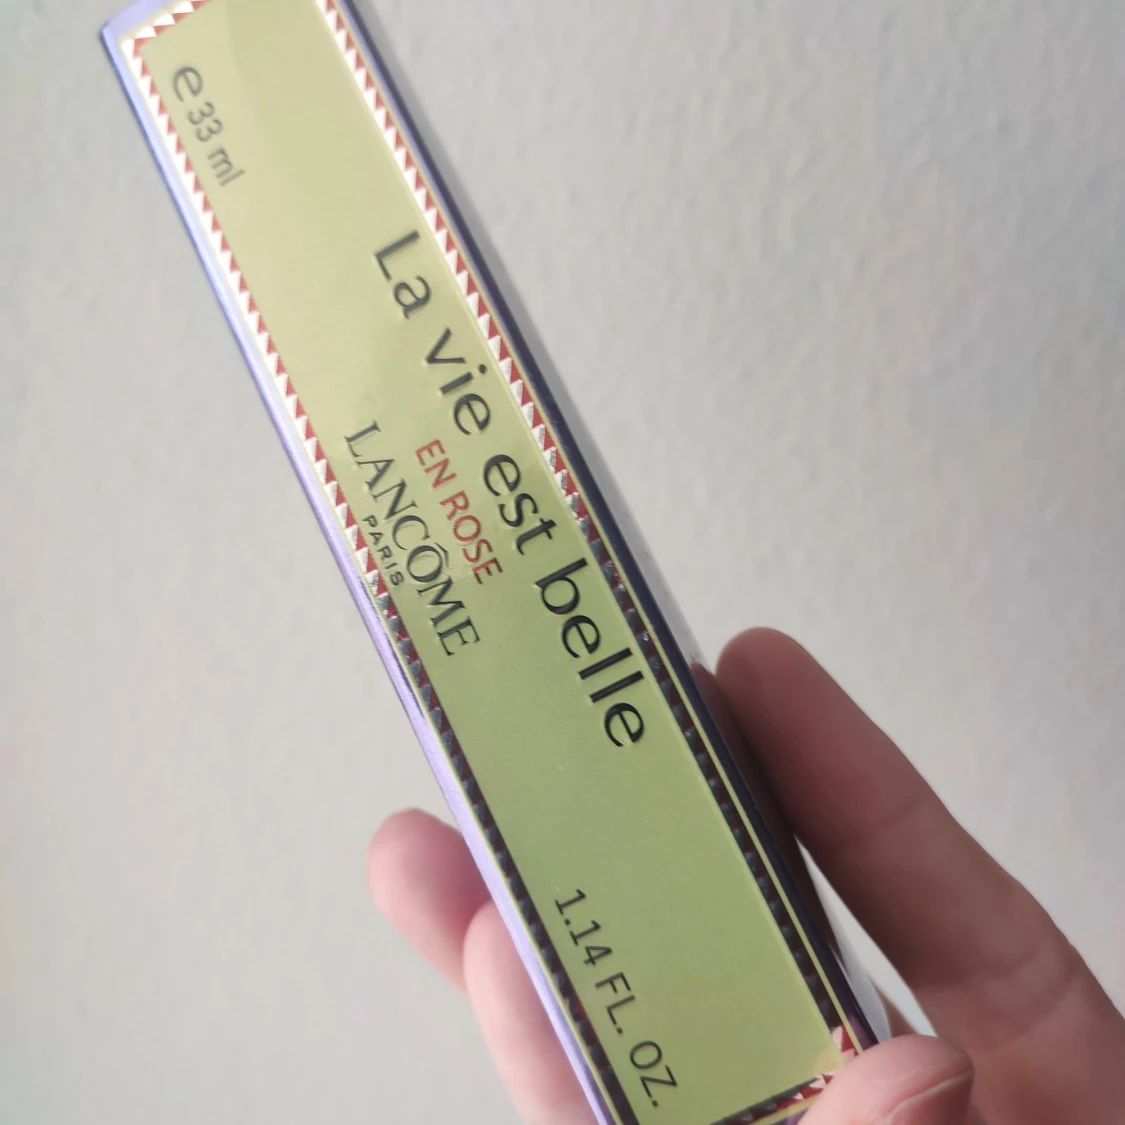 e 33 ml
La vie est belle
EN ROSE
LANCÔME
PARIS
1.14 FL. OZ.